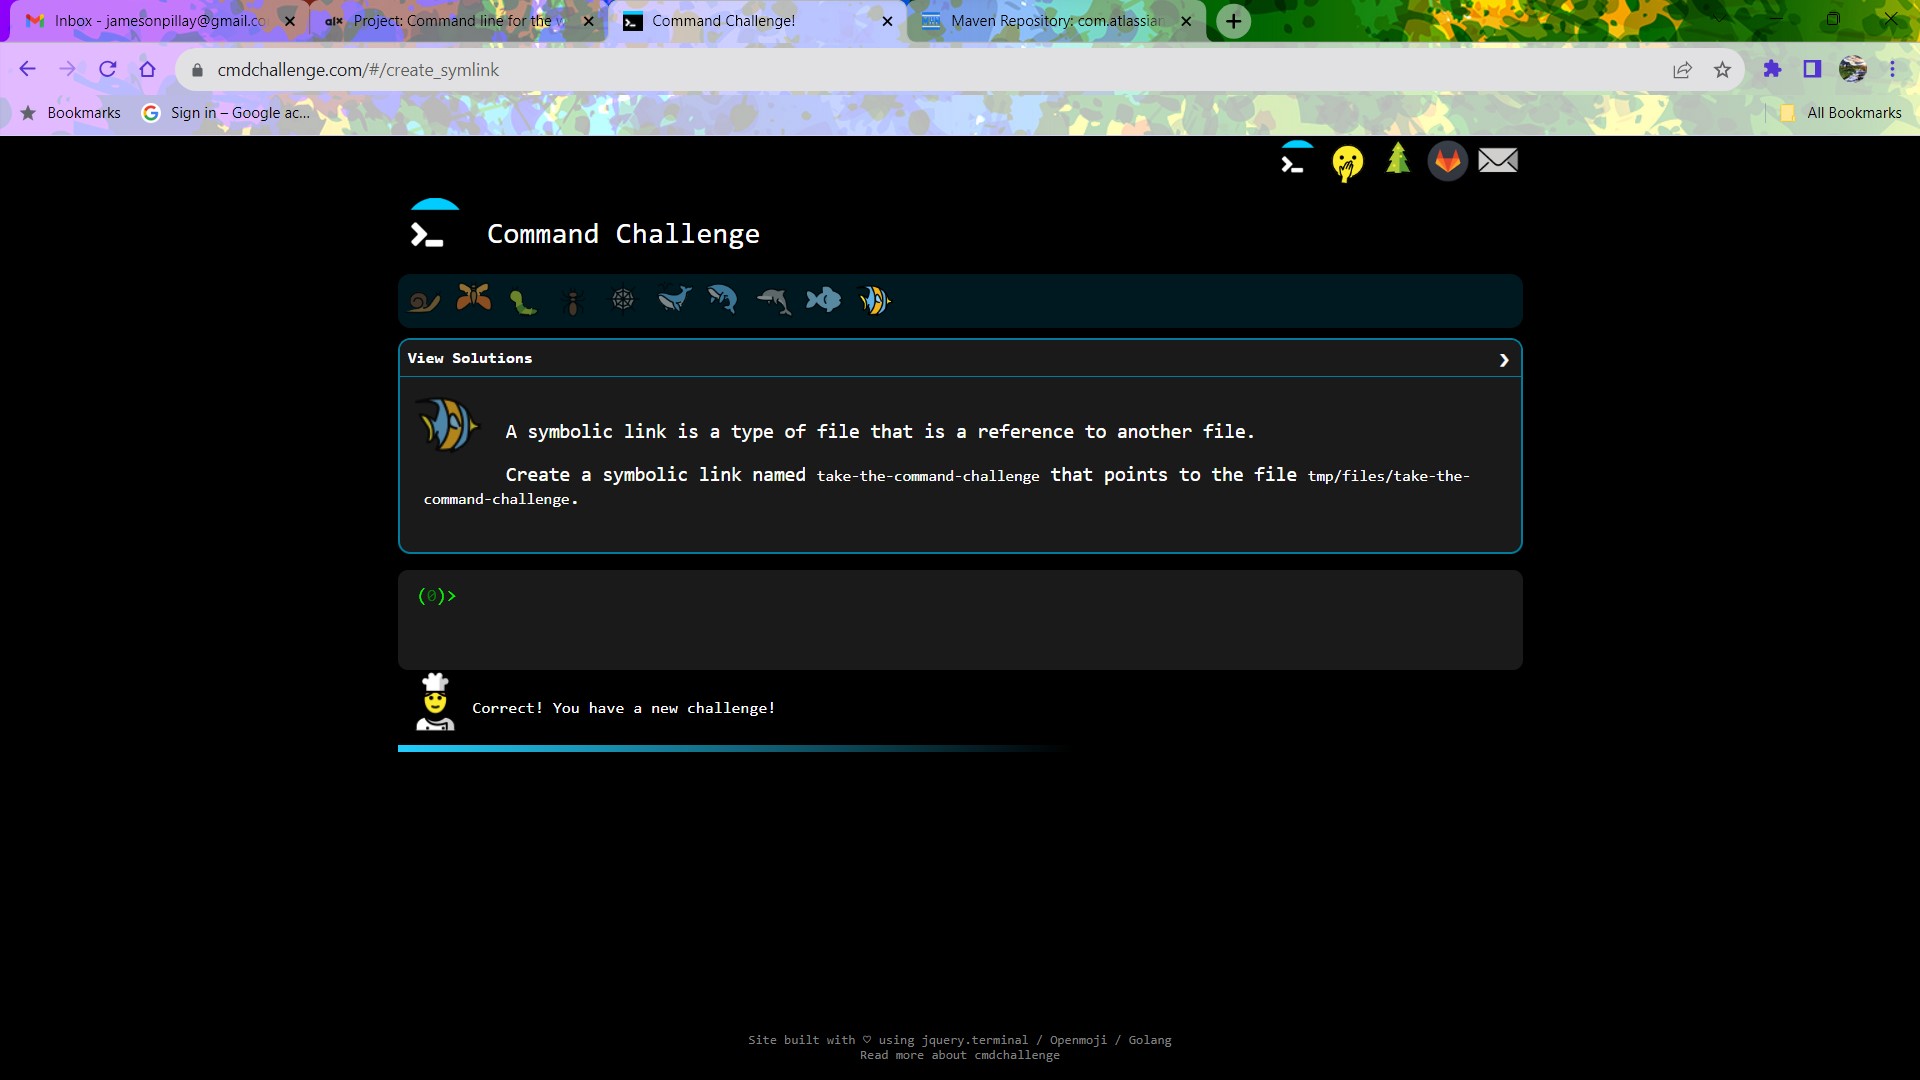 Inbox - jamesonpillay@gmail.co
alx Project: Command line for the w
Command Challenge!
Maven Repository: com.atlassian
cmdchallenge.com/#/create_symlink
Bookmarks
Sign in – Google ac...
All Bookmarks
Command Challenge
View Solutions
A symbolic link is a type of file that is a reference to another file.
Create a symbolic link named take-the-command-challenge that points to the file tmp/files/take-the-
command-challenge.
(0)>
Correct! You have a new challenge!
Site built with ♡ using jquery.terminal / Openmoji / Golang
Read more about cmdchallenge